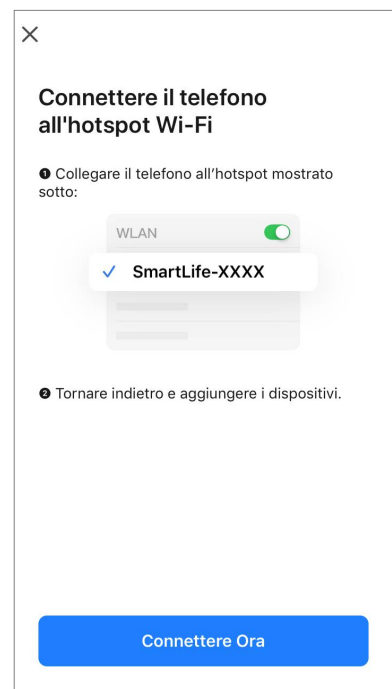 Connettere il telefono
all'hotspot Wi-Fi
❶ Collegare il telefono all’hotspot mostrato
sotto:
WLAN
✓ SmartLife-XXXX
❷ Tornare indietro e aggiungere i dispositivi.
Connettere Ora